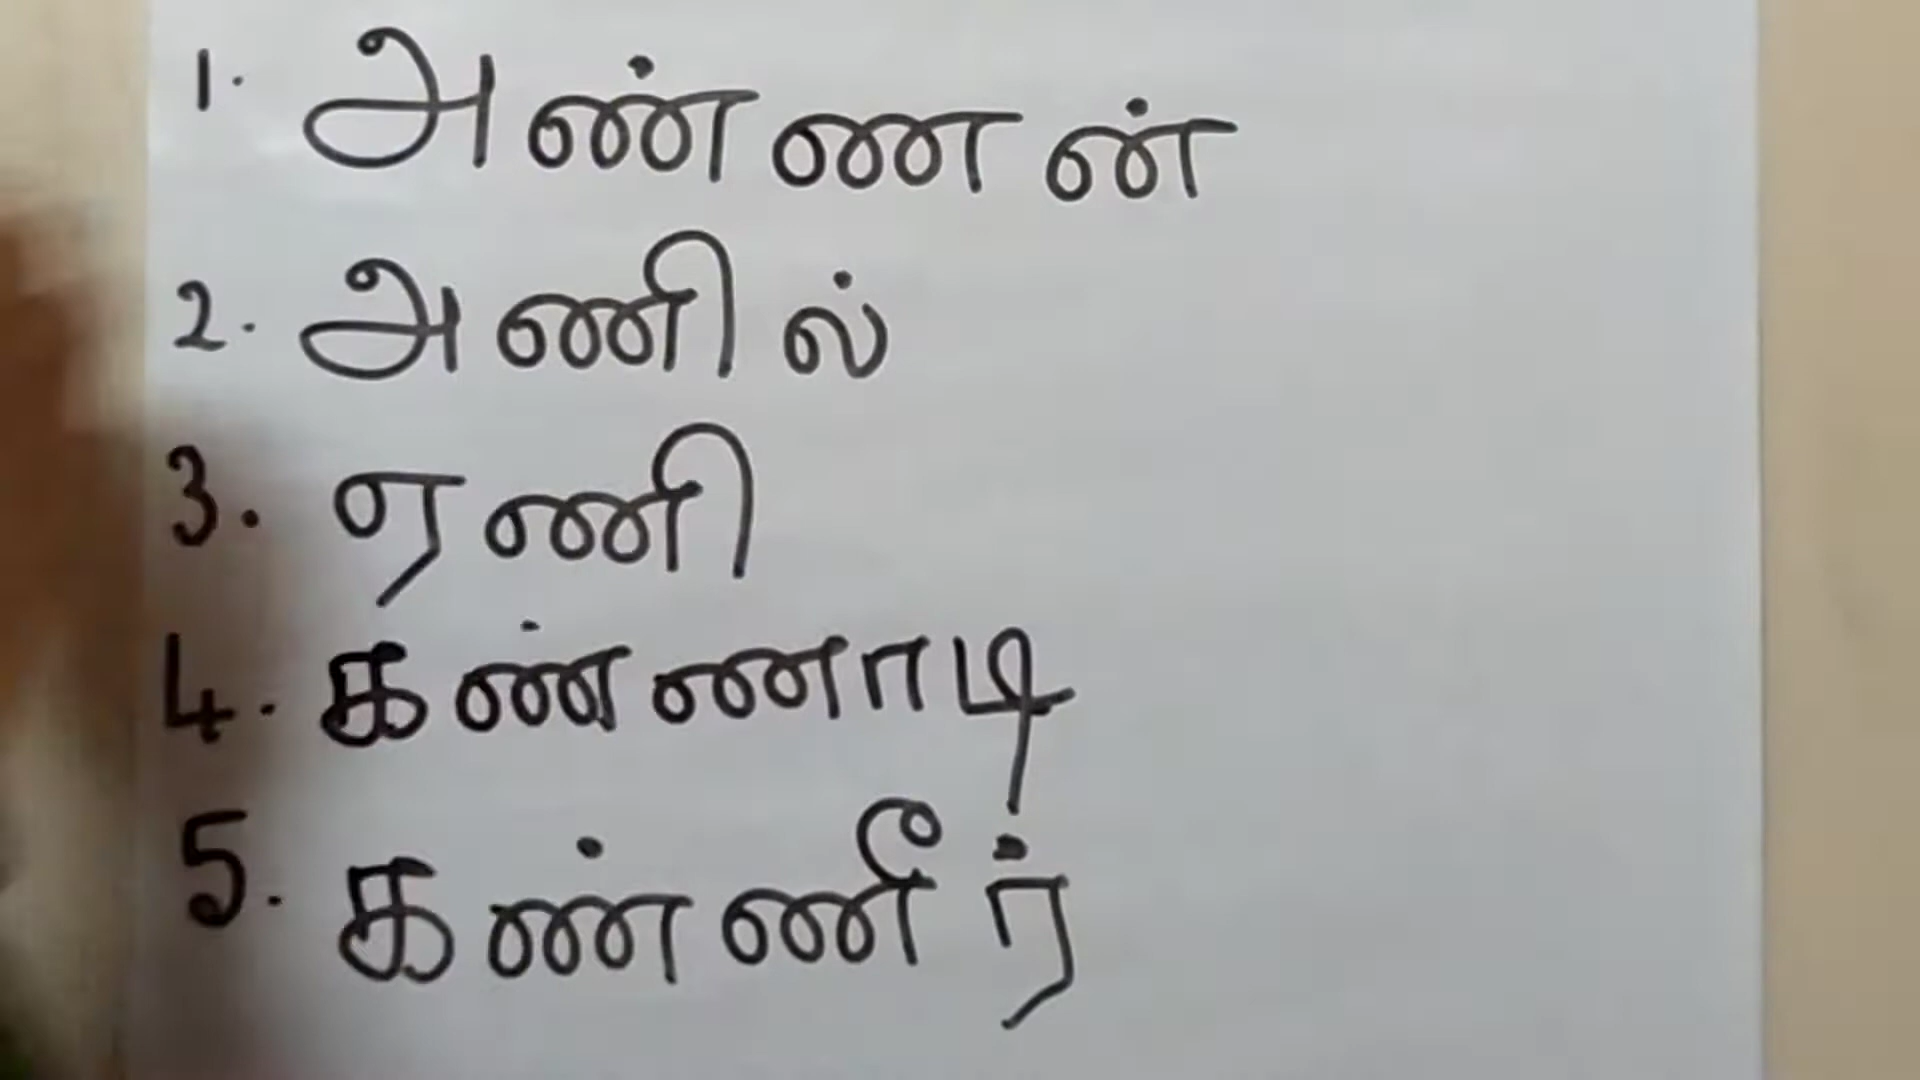 1. அண்ணன்
2. அணில்
3. ஏணி
4. கண்ணாடி
5. கண்ணீர்